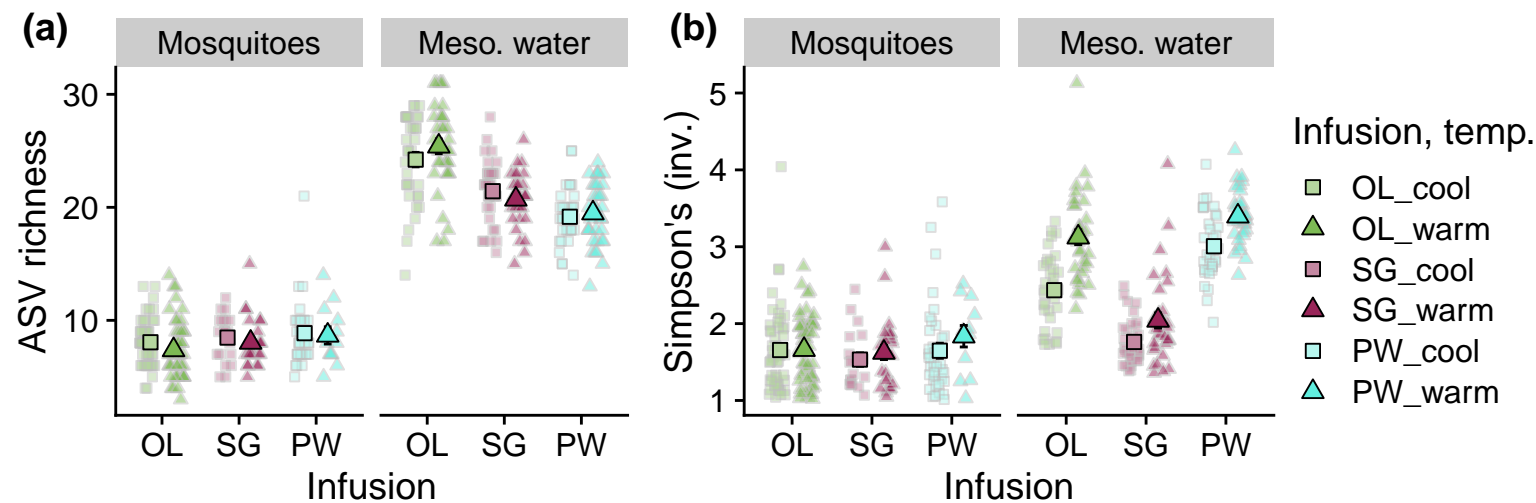 (a)
Mosquitoes
Meso. water
ASV richness
30
20
10
OL SG PW
OL SG PW
Infusion
(b)
Mosquitoes
Meso. water
Simpson's (inv.)
5
4
3
2
1
OL SG PW
OL SG PW
Infusion
Infusion, temp.
OL_cool
OL_warm
SG_cool
SG_warm
PW_cool
PW_warm